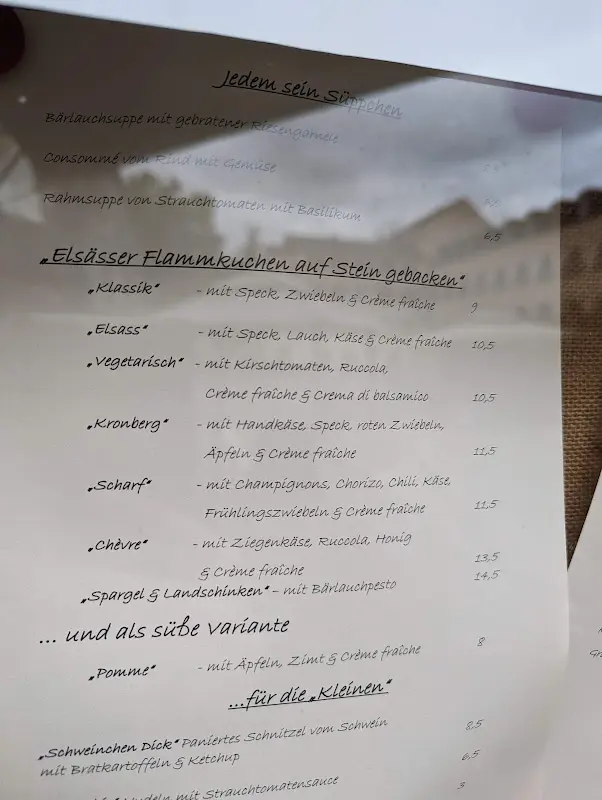 Jedem sein Süppchen
Bärlauchsuppe mit gebratener Riesengarnele
Consommé vom Rind mit Gemüse
Rahmsuppe von Strauchtomaten mit Basilikum
6,5
„Elsässer Flammkuchen auf Stein gebacken"
„Klassik" - mit Speck, Zwiebeln & Crème fraîche 9
„Elsass" - mit Speck, Lauch, Käse & Crème fraîche 10,5
„Vegetarisch" - mit Kirschtomaten, Ruccola,
Crème fraîche & Crema di balsamico 10,5
„Kronberg" - mit Handkäse, Speck, roten Zwiebeln,
Äpfeln & Crème fraîche 11,5
„Scharf" - mit Champignons, Chorizo, Chili, Käse,
Frühlingszwiebeln & Crème fraîche 11,5
„Chèvre" - mit Ziegenkäse, Ruccola, Honig
& Crème fraîche 13,5
„Spargel & Landschinken" - mit Bärlauchpesto 14,5
... und als süße Variante
„Pomme" - mit Äpfeln, Zimt & Crème fraîche 8
...für die „Kleinen"
„Schweinchen Dick" Paniertes Schnitzel vom Schwein 8,5
mit Bratkartoffeln & Ketchup 6,5
Nudeln mit Strauchtomatensauce 5